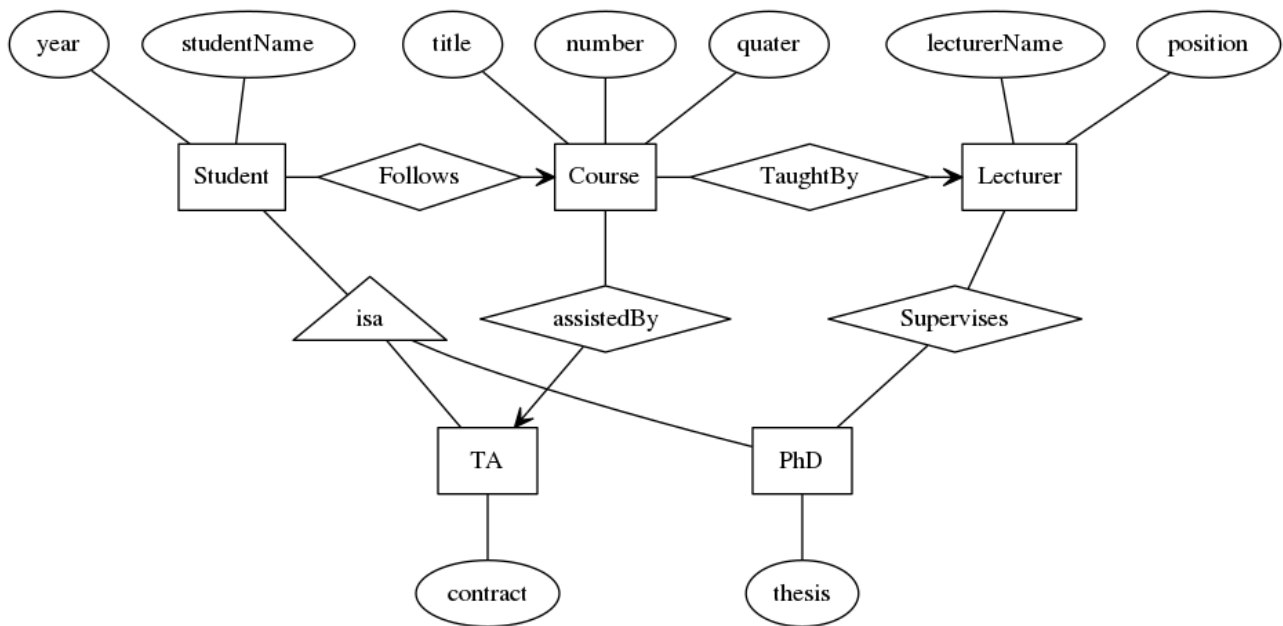 year
studentName
title
number
quater
lecturerName
position
Student
Follows
Course
TaughtBy
Lecturer
isa
assistedBy
Supervises
TA
PhD
contract
thesis